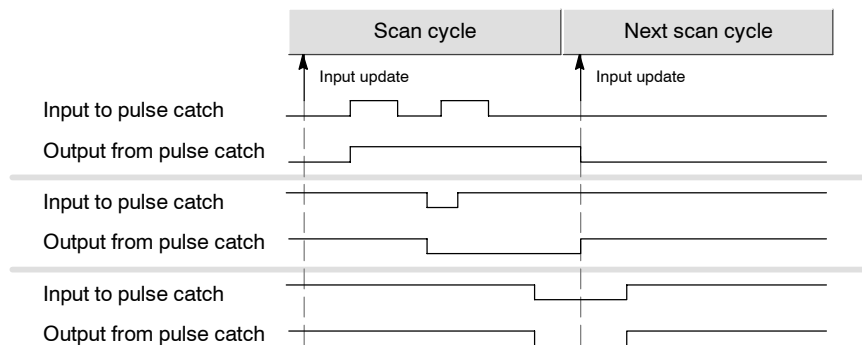 Scan cycle
Next scan cycle
Input update
Input update
Input to pulse catch
Output from pulse catch
Input to pulse catch
Output from pulse catch
Input to pulse catch
Output from pulse catch